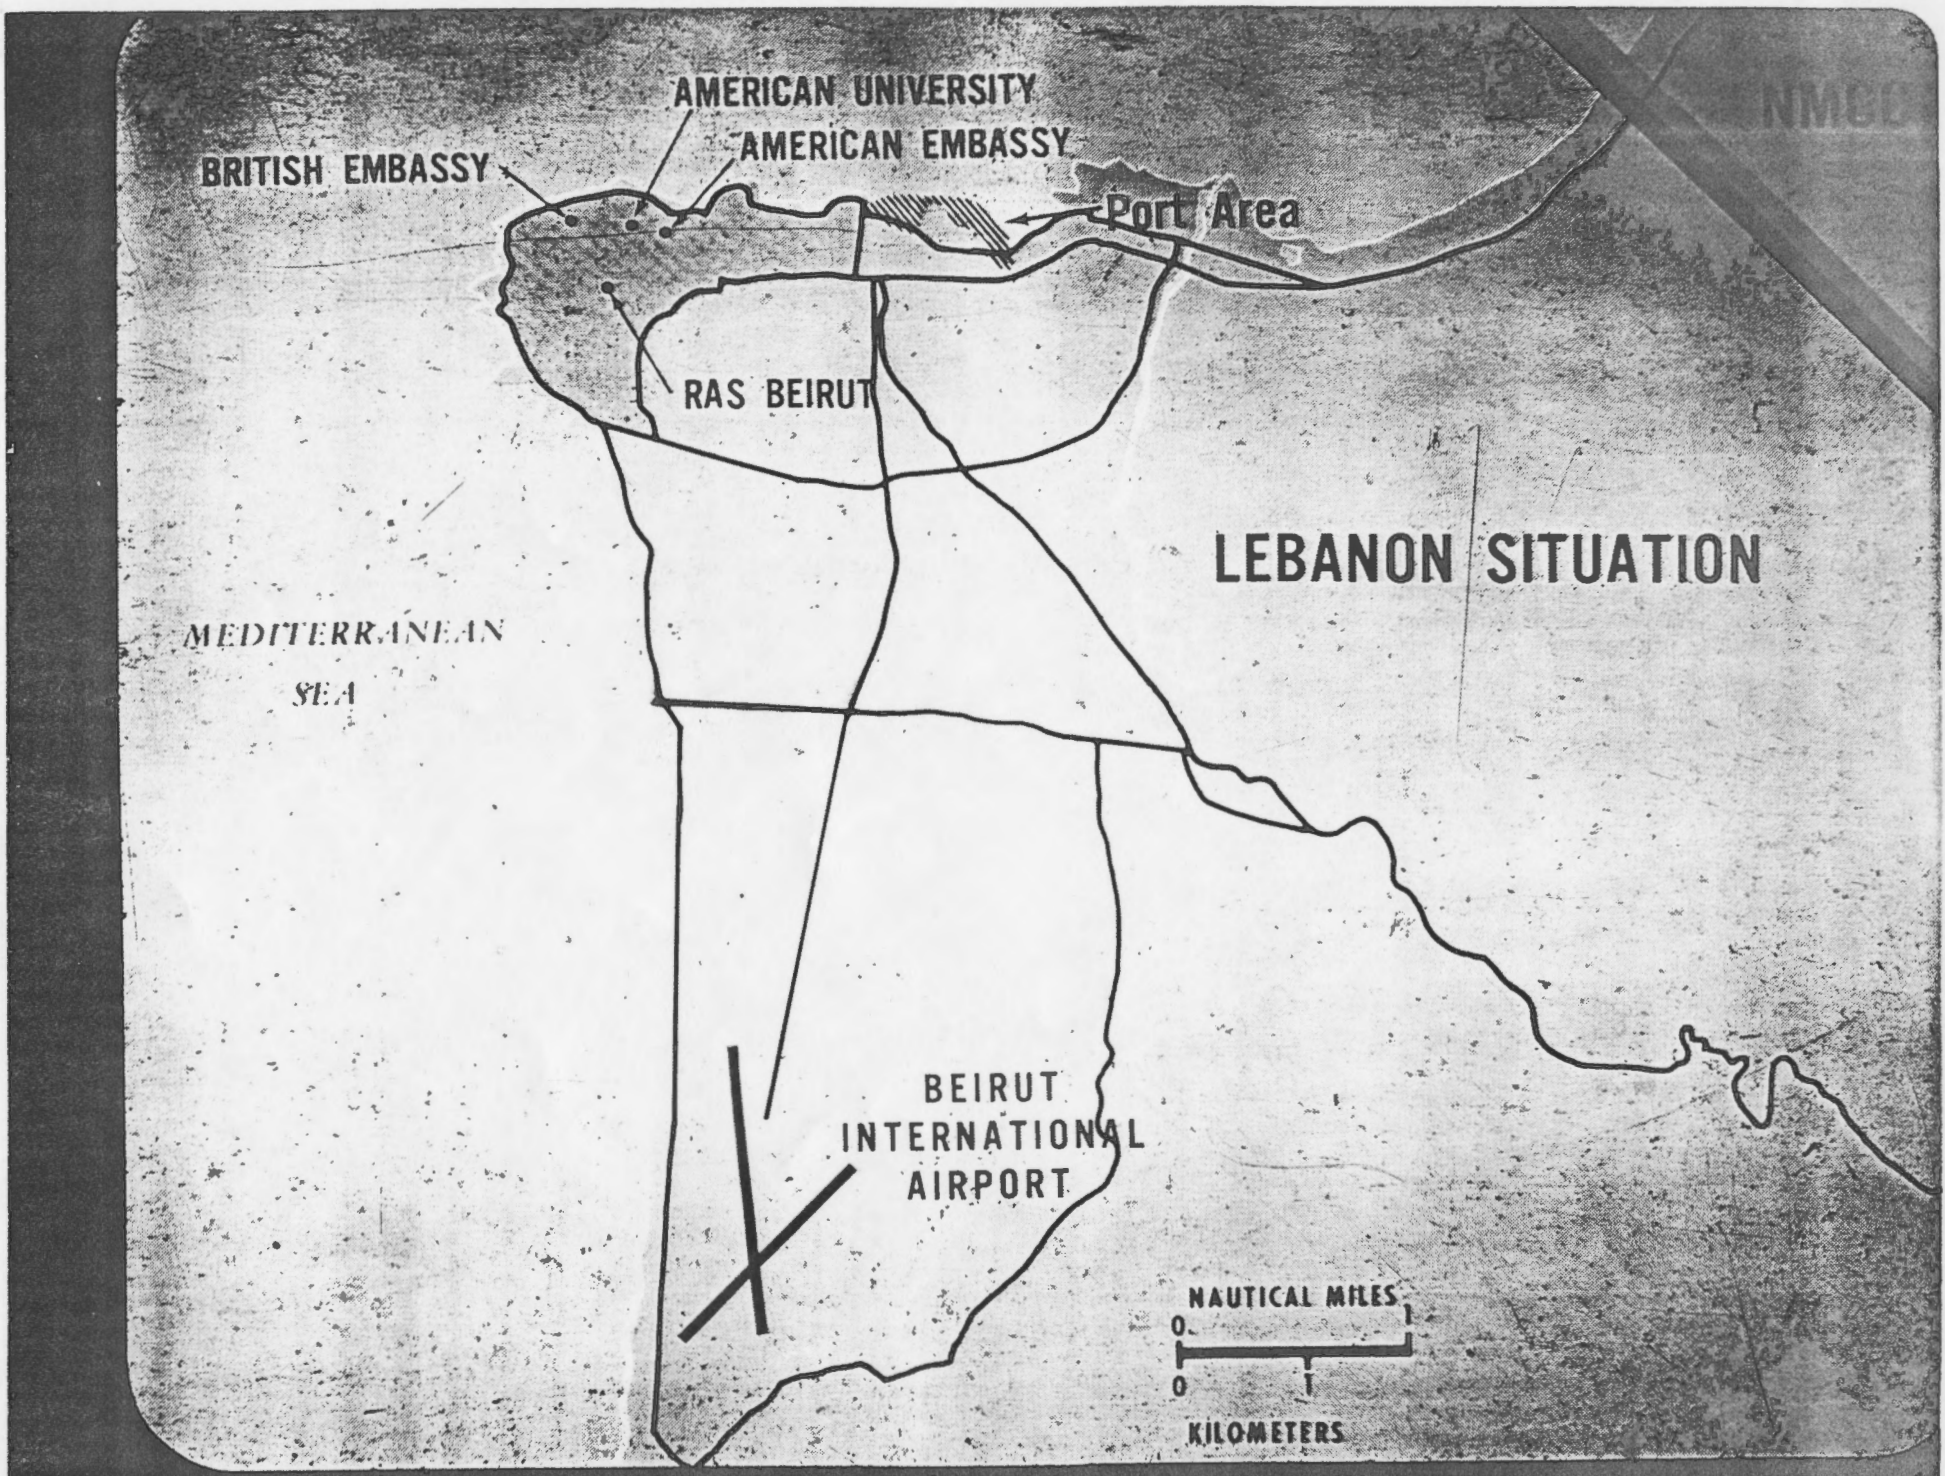 NMCC
AMERICAN UNIVERSITY
AMERICAN EMBASSY
BRITISH EMBASSY
Port Area
RAS BEIRUT
LEBANON SITUATION
MEDITERRANEAN
SEA
BEIRUT
INTERNATIONAL
AIRPORT
NAUTICAL MILES
0 1
0 1
KILOMETERS